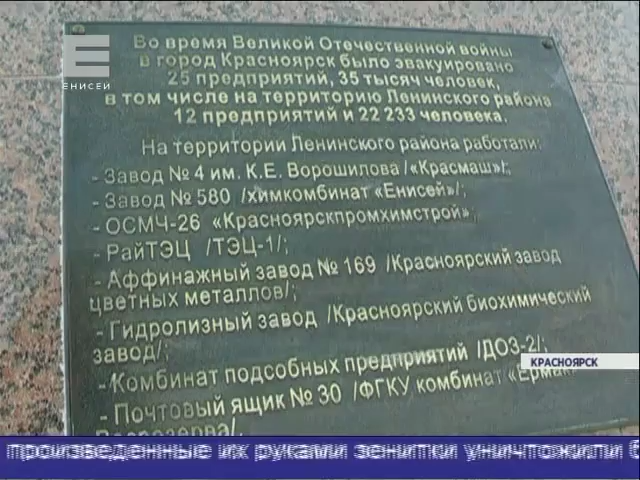 Е
ЕНИСЕЙ
Во время Великой Отечественной войны
в город Красноярск было эвакуировано
25 предприятий, 35 тысяч человек,
в том числе на территорию Ленинского района
12 предприятий и 22 233 человека.
На территории Ленинского района работали:
- Завод № 4 им. К.Е. Ворошилова /«Красмаш»/;
- Завод № 580 /химкомбинат «Енисей»/;
- ОСМЧ-26 «Красноярскпромхимстрой»;
- РайТЭЦ /ТЭЦ-1/;
- Аффинажный завод № 169 /Красноярский завод
цветных металлов/;
- Гидролизный завод /Красноярский биохимический
завод/;
- Комбинат подсобных предприятий /ДОЗ-2/;
- Почтовый ящик № 30 /ФГКУ комбинат «Ермак»
КРАСНОЯРСК
произведенные их руками зенитки уничтожили